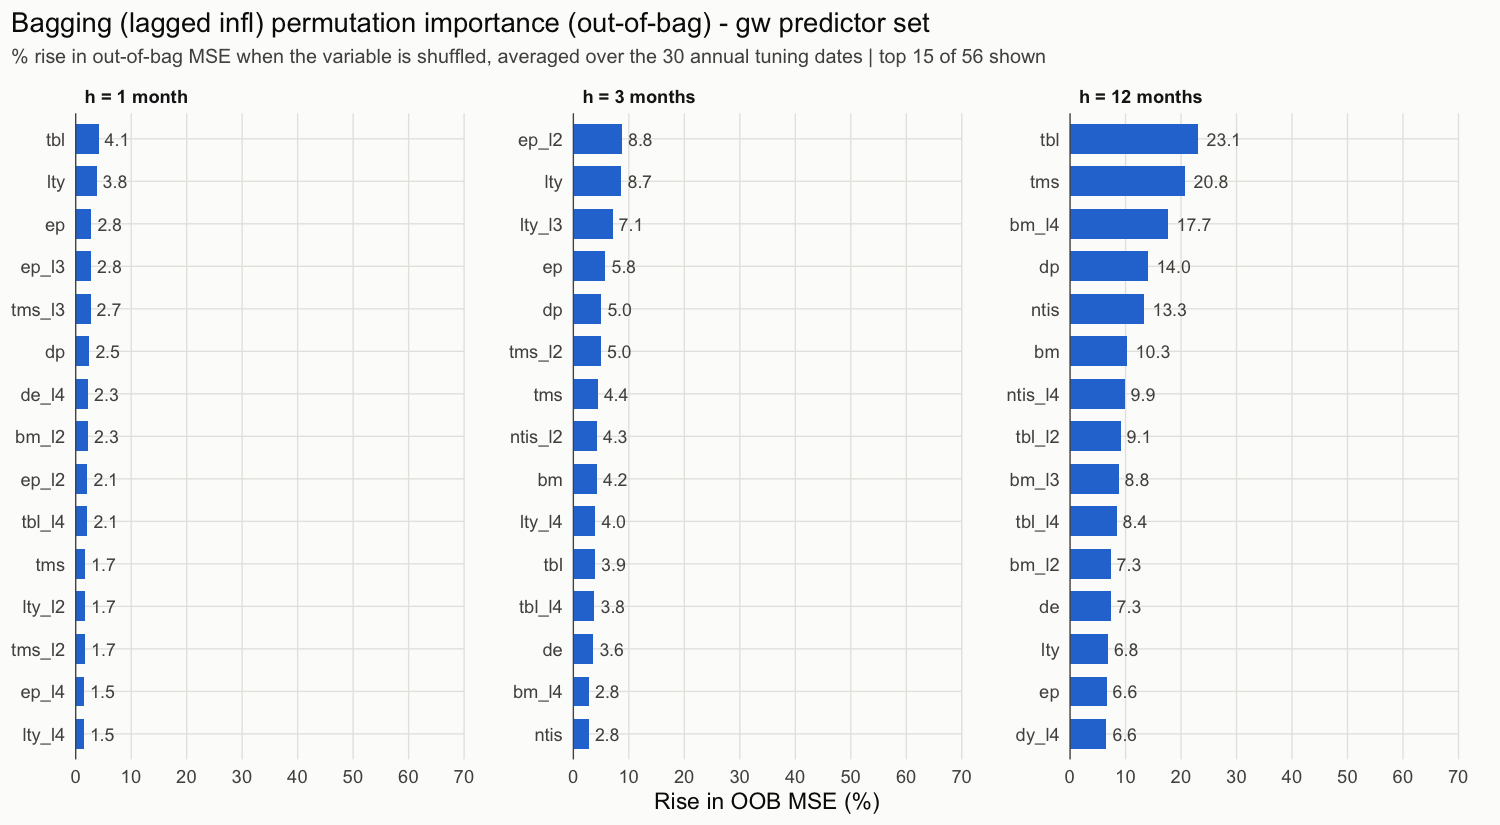 Bagging (lagged infl) permutation importance (out-of-bag) - gw predictor set
% rise in out-of-bag MSE when the variable is shuffled, averaged over the 30 annual tuning dates | top 15 of 56 shown
h = 1 month
tbl 4.1
lty 3.8
ep 2.8
ep_l3 2.8
tms_l3 2.7
dp 2.5
de_l4 2.3
bm_l2 2.3
ep_l2 2.1
tbl_l4 2.1
tms 1.7
lty_l2 1.7
tms_l2 1.7
ep_l4 1.5
lty_l4 1.5
0 10 20 30 40 50 60 70
h = 3 months
ep_l2 8.8
lty 8.7
lty_l3 7.1
ep 5.8
dp 5.0
tms_l2 5.0
tms 4.4
ntis_l2 4.3
bm 4.2
lty_l4 4.0
tbl 3.9
tbl_l4 3.8
de 3.6
bm_l4 2.8
ntis 2.8
0 10 20 30 40 50 60 70
h = 12 months
tbl 23.1
tms 20.8
bm_l4 17.7
dp 14.0
ntis 13.3
bm 10.3
ntis_l4 9.9
tbl_l2 9.1
bm_l3 8.8
tbl_l4 8.4
bm_l2 7.3
de 7.3
lty 6.8
ep 6.6
dy_l4 6.6
0 10 20 30 40 50 60 70
Rise in OOB MSE (%)